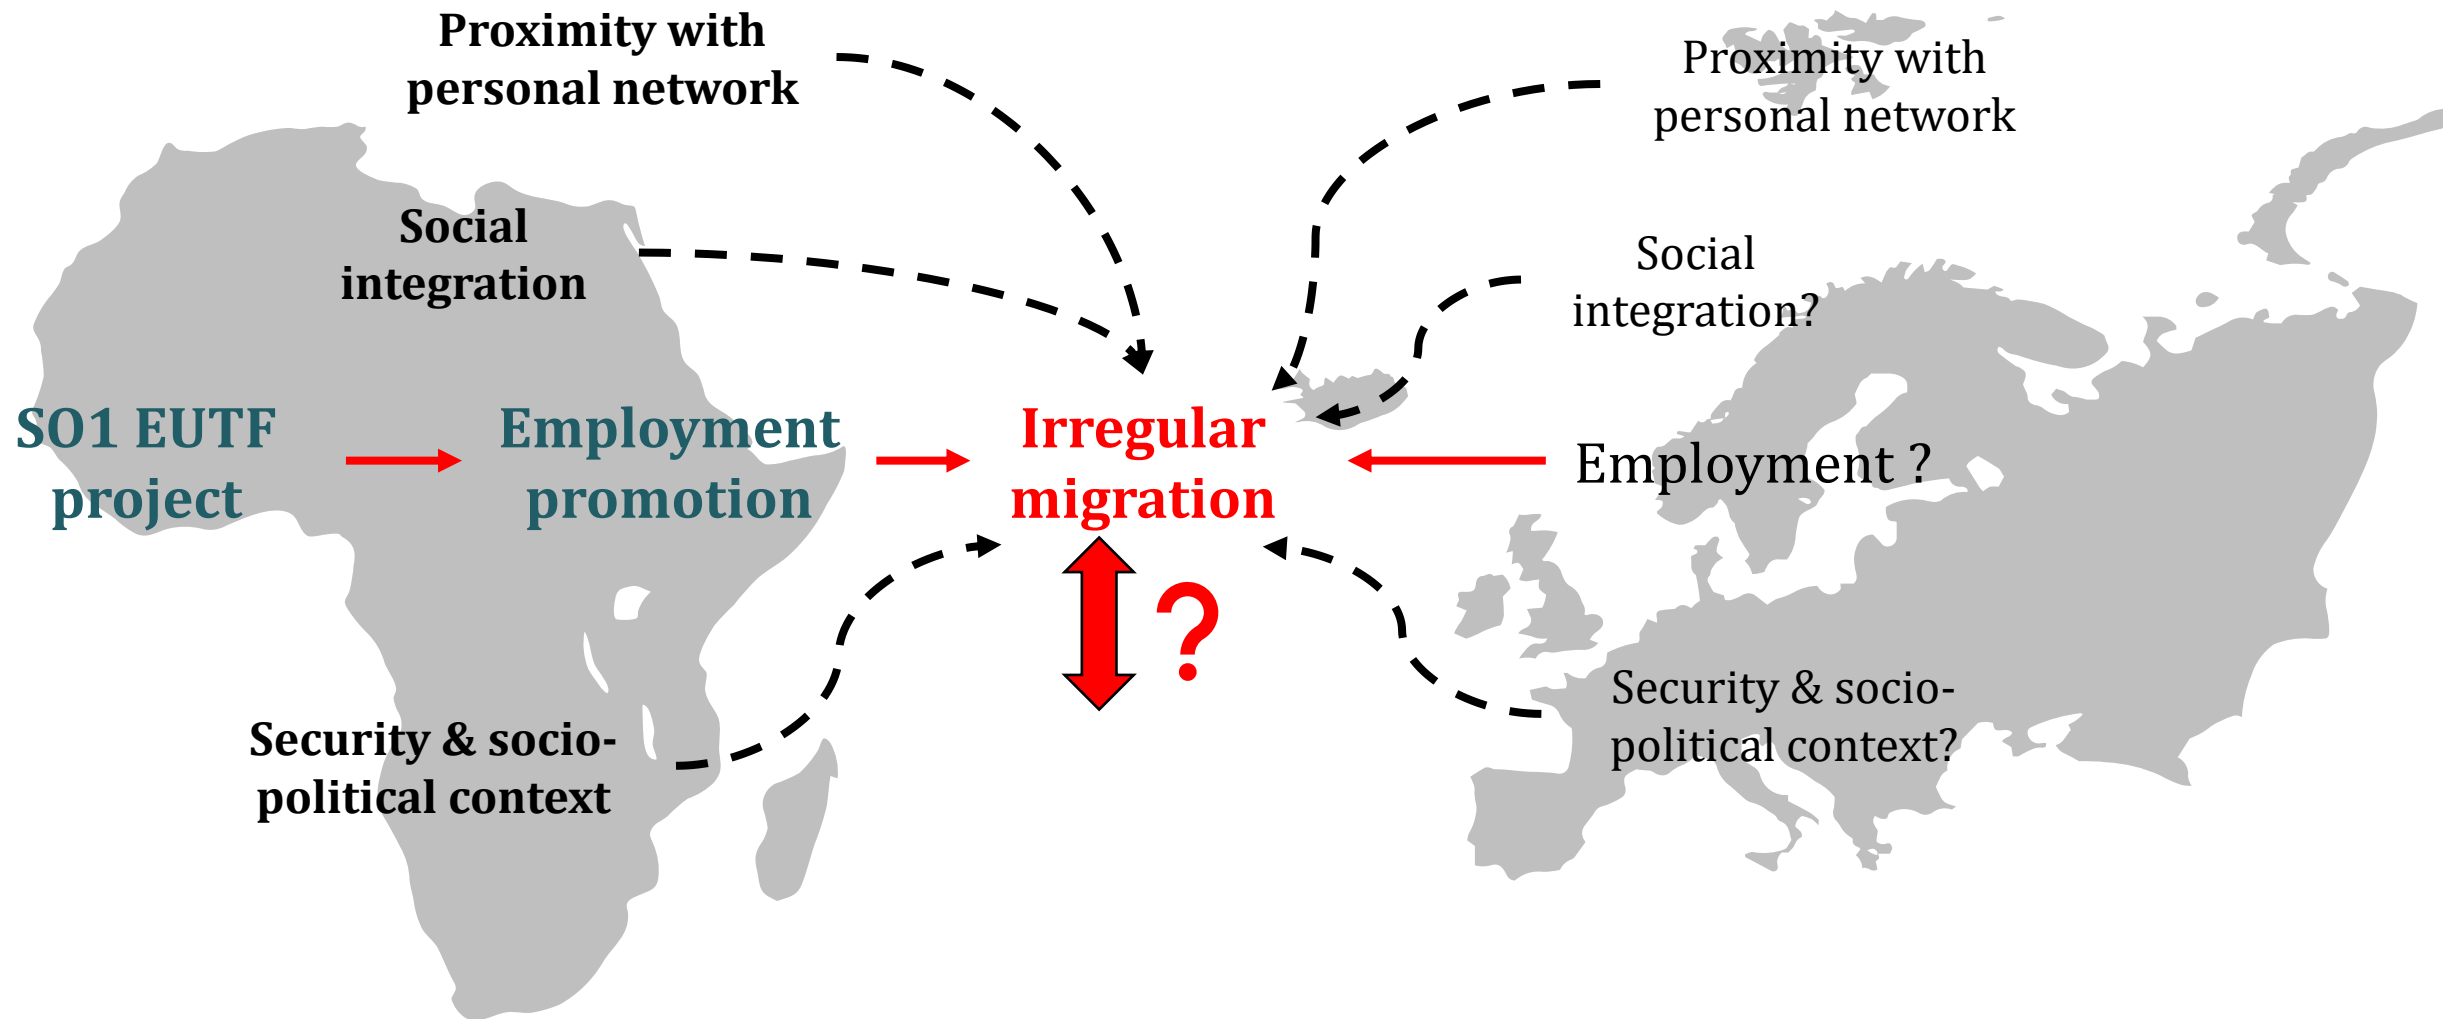 Proximity with
personal network
Proximity with
personal network
Social
integration
Social
integration?
SO1 EUTF
project
Employment
promotion
Irregular
migration
Employment ?
?
Security & socio-
political context
Security & socio-
political context?